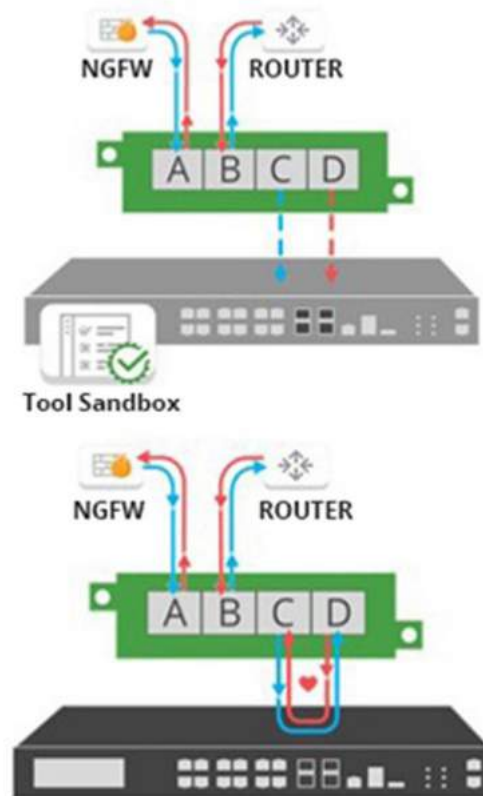 NGFW
ROUTER
A B C D
Tool Sandbox
NGFW
ROUTER
A B C D